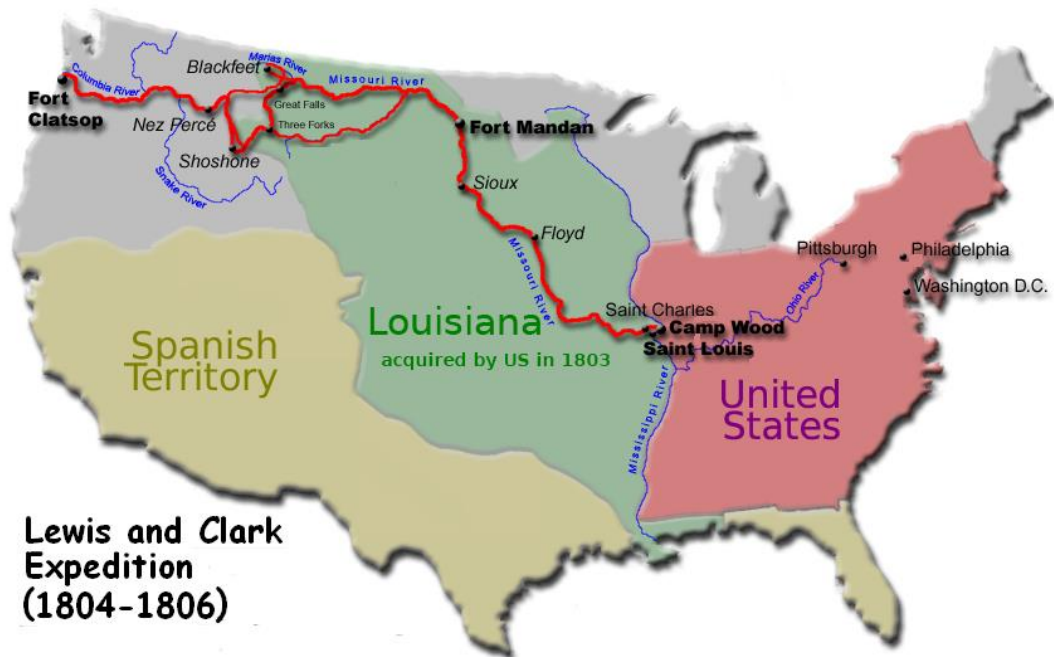 Blackfeet
Marias River
Missouri River
Columbia River
Great Falls
Fort
Clatsop
Nez Percé
Three Forks
Fort Mandan
Shoshone
Snake River
Sioux
Floyd
Missouri River
Pittsburgh
Philadelphia
Ohio River
Washington D.C.
Saint Charles
Camp Wood
Saint Louis
Louisiana
acquired by US in 1803
Spanish
Territory
Mississippi River
United
States
Lewis and Clark
Expedition
(1804-1806)